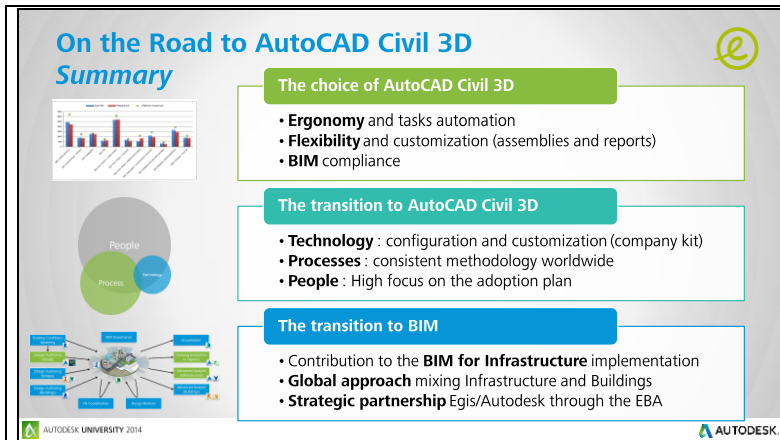 On the Road to AutoCAD Civil 3D
Summary
The choice of AutoCAD Civil 3D
• Ergonomy and tasks automation
• Flexibility and customization (assemblies and reports)
• BIM compliance
The transition to AutoCAD Civil 3D
People
Process
Technology
• Technology : configuration and customization (company kit)
• Processes : consistent methodology worldwide
• People : High focus on the adoption plan
The transition to BIM
• Contribution to the BIM for Infrastructure implementation
• Global approach mixing Infrastructure and Buildings
• Strategic partnership Egis/Autodesk through the EBA
AUTODESK UNIVERSITY 2014
AUTODESK.